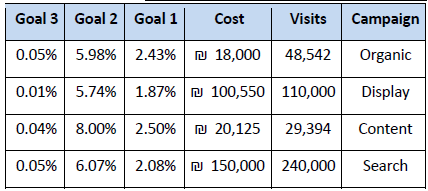 Goal 3 Goal 2 Goal 1 Cost Visits Campaign
0.05% 5.98% 2.43% ₪ 18,000 48,542 Organic
0.01% 5.74% 1.87% ₪ 100,550 110,000 Display
0.04% 8.00% 2.50% ₪ 20,125 29,394 Content
0.05% 6.07% 2.08% ₪ 150,000 240,000 Search